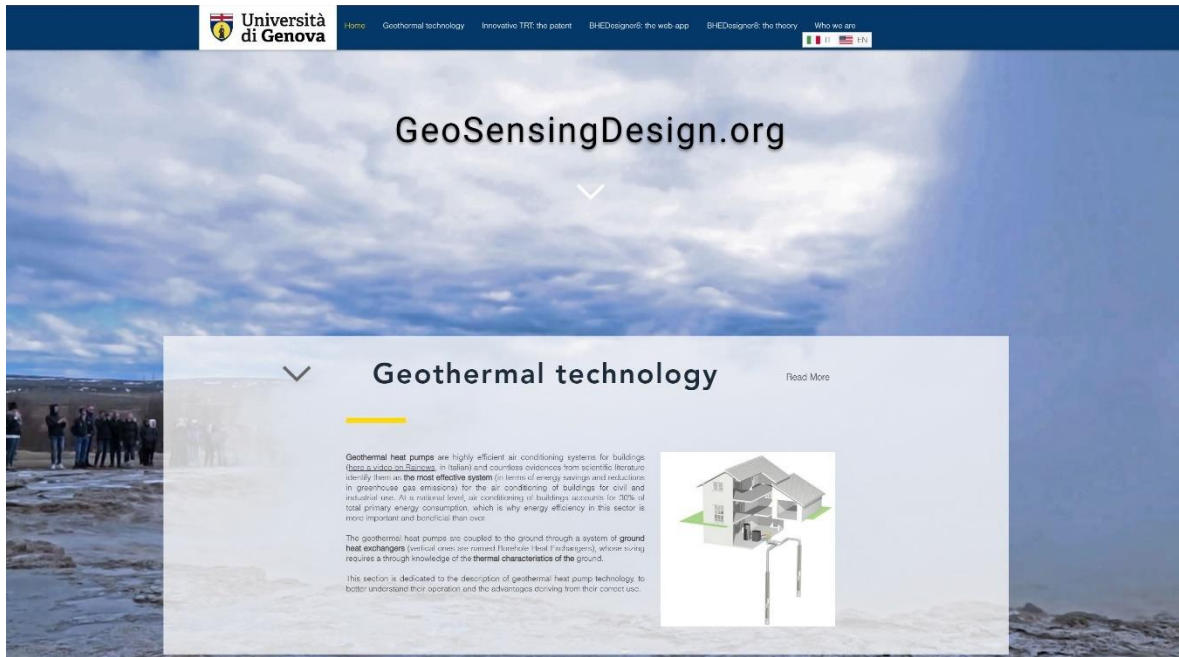 Università
di Genova
Home Geothermal technology Innovative TRT: the patent BHEDesigner8: the web-app BHEDesigner8: the theory Who we are
IT EN
GeoSensingDesign.org
Geothermal technology
Read More
Geothermal heat pumps are highly efficient air conditioning systems for buildings
(here a video on Rainews, in Italian) and countless evidences from scientific literature
identify them as the most effective system (in terms of energy savings and reductions
in greenhouse gas emissions) for the air conditioning of buildings for civil and
industrial use. At a national level, air conditioning of buildings accounts for 30% of
total primary energy consumption, which is why energy efficiency in this sector is
more important and beneficial than ever.
The geothermal heat pumps are coupled to the ground through a system of ground
heat exchangers (vertical ones are named Borehole Heat Exchangers), whose sizing
requires a through knowledge of the thermal characteristics of the ground.
This section is dedicated to the description of geothermal heat pump technology, to
better understand their operation and the advantages deriving from their correct use.